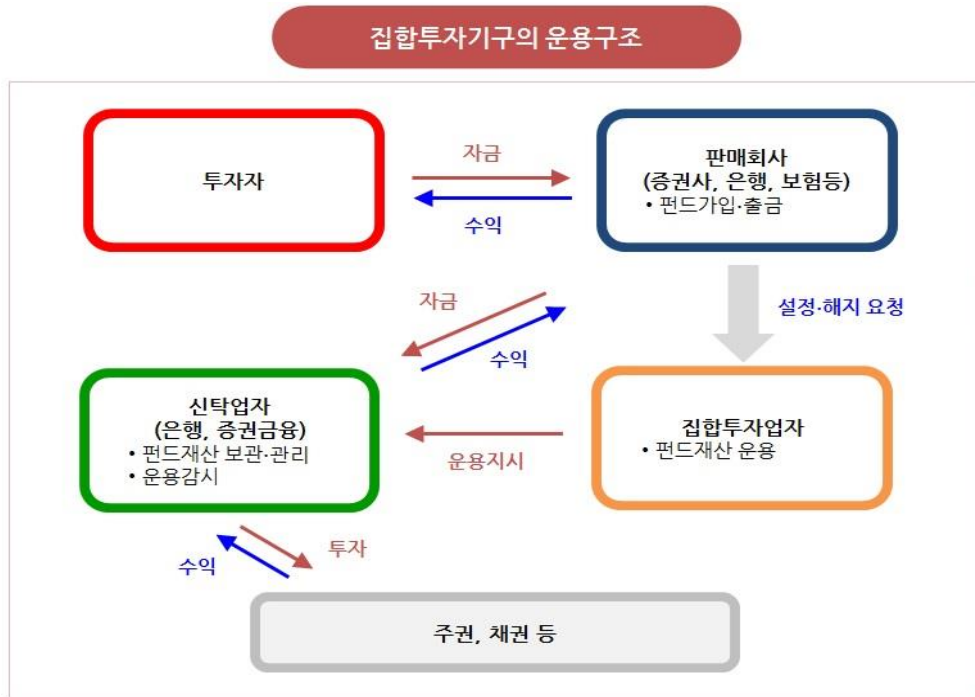 집합투자기구의 운용구조
투자자
자금
수익
판매회사
(증권사, 은행, 보험등)
• 펀드가입·출금
자금
수익
설정·해지 요청
신탁업자
(은행, 증권금융)
• 펀드재산 보관·관리
• 운용감시
운용지시
집합투자업자
• 펀드재산 운용
수익
투자
주권, 채권 등